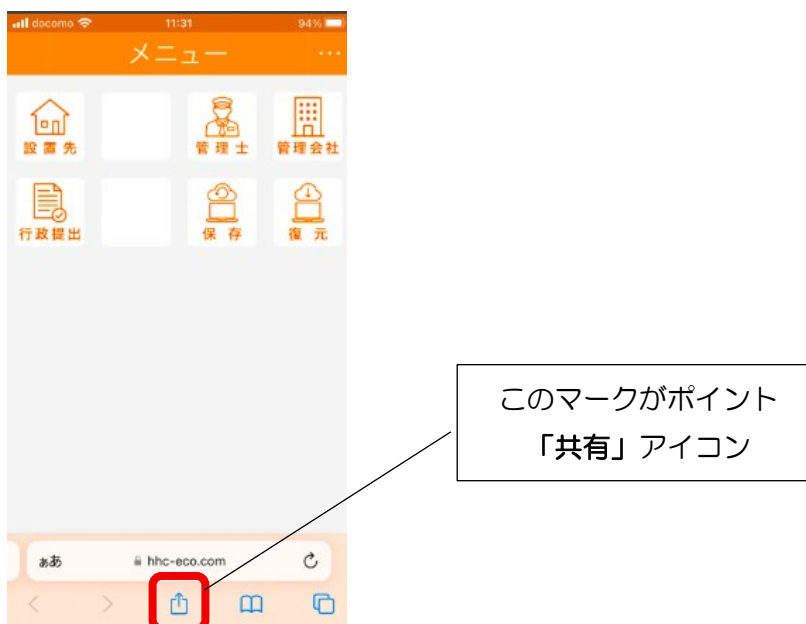 docomo 11:31 94%
メニュー ...
設置先 管理士 管理会社
行政提出 保存 復元
このマークがポイント
「共有」アイコン
ぁあ hhc-eco.com